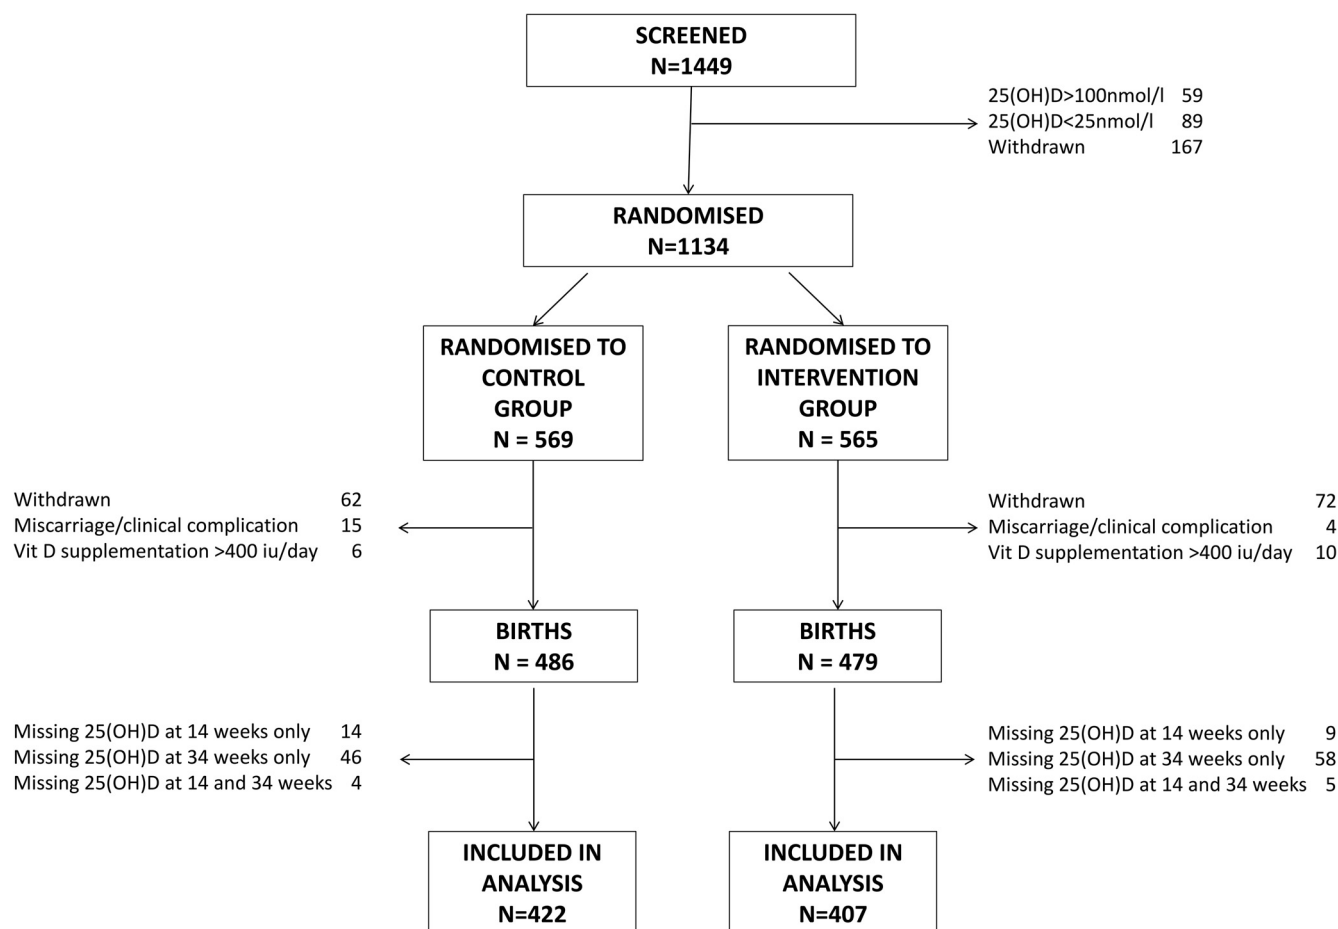 SCREENED
N=1449
25(OH)D>100nmol/l 59
25(OH)D<25nmol/l 89
Withdrawn 167
RANDOMISED
N=1134
RANDOMISED TO
CONTROL
GROUP
N = 569
RANDOMISED TO
INTERVENTION
GROUP
N = 565
Withdrawn 62
Miscarriage/clinical complication 15
Vit D supplementation >400 iu/day 6
Withdrawn 72
Miscarriage/clinical complication 4
Vit D supplementation >400 iu/day 10
BIRTHS
N = 486
BIRTHS
N = 479
Missing 25(OH)D at 14 weeks only 14
Missing 25(OH)D at 34 weeks only 46
Missing 25(OH)D at 14 and 34 weeks 4
Missing 25(OH)D at 14 weeks only 9
Missing 25(OH)D at 34 weeks only 58
Missing 25(OH)D at 14 and 34 weeks 5
INCLUDED IN
ANALYSIS
N=422
INCLUDED IN
ANALYSIS
N=407